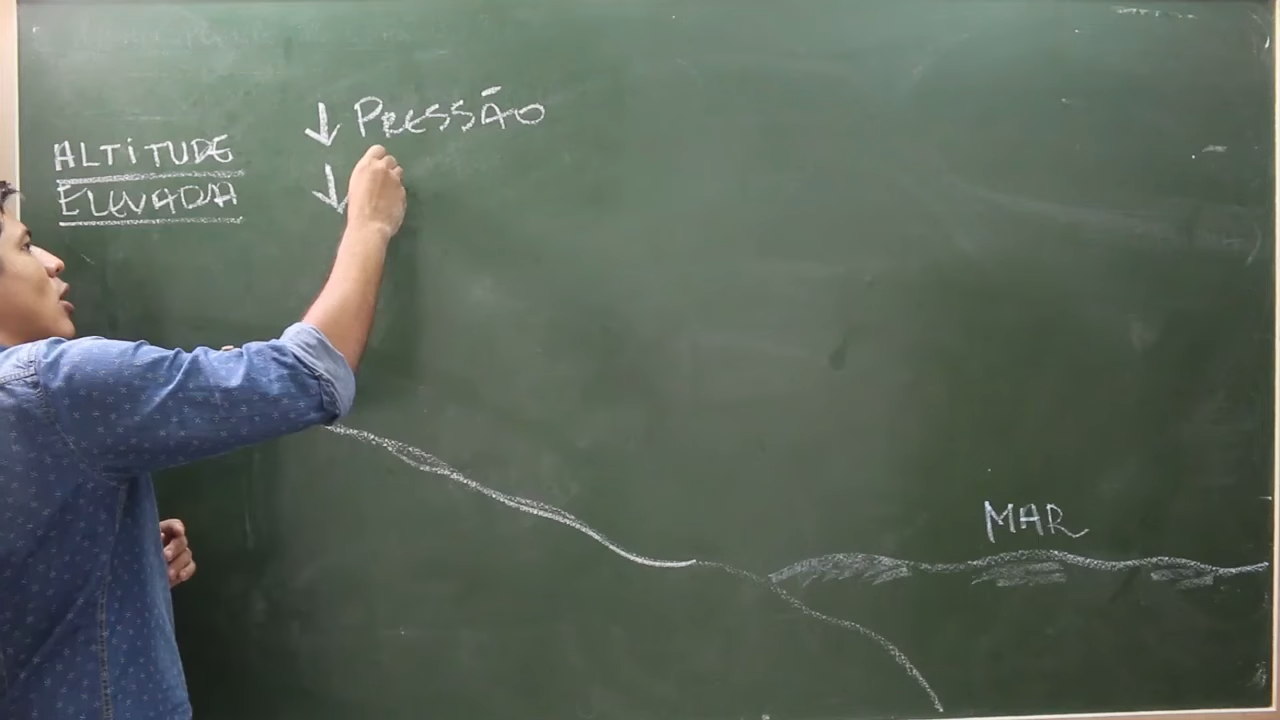 ↓ PRESSÃO
ALTITUDE
ELEVADA
↓
MAR